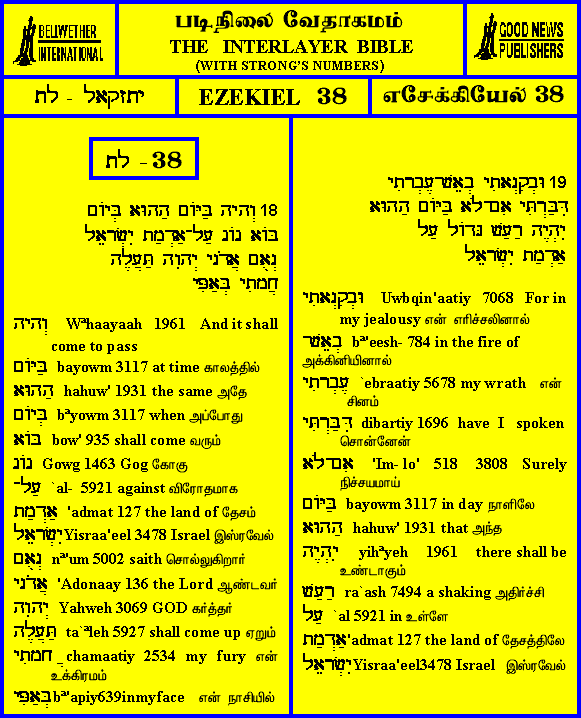 BELLWETHER
INTERNATIONAL
படிநிலை வேதாகமம்
THE INTERLAYER BIBLE
(WITH STRONG'S NUMBERS)
GOOD NEWS
PUBLISHERS
יחזקאל - לח
EZEKIEL 38
எசேக்கியேல் 38
לח - 38
18 וְהָיָה בַּיּוֹם הַהוּא בְּיוֹם
בּוֹא גוֹג עַל־אַדְמַת יִשְׂרָאֵל
נְאֻם אֲדֹנָי יְהוִה תַּעֲלֶה
חֲמָתִי בְּאַפִּי
וְהָיָה Wªhaayaah 1961 And it shall
come to pass
בַּיּוֹם bayowm 3117 at time காலத்தில்
הַהוּא hahuw' 1931 the same அதே
בְּיוֹם bªyowm 3117 when அப்போது
בּוֹא bow' 935 shall come வரும்
גוֹג Gowg 1463 Gog கோகு
עַל־ `al- 5921 against விரோதமாக
אַדְמַת 'admat 127 the land of தேசம்
יִשְׂרָאֵל Yisraa'eel 3478 Israel இஸ்ரவேல்
נְאֻם nª'um 5002 saith சொல்லுகிறார்
אֲדֹנָי 'Adonaay 136 the Lord ஆண்டவர்
יְהוִה Yahweh 3069 GOD கர்த்தர்
תַּעֲלֶה ta`ªleh 5927 shall come up ஏறும்
חֲמָתִי chamaatiy 2534 my fury என்
உக்கிரமம்
בְּאַפִּי bª'apiy639inmyface என் நாசியில்
19 וּבְקִנְאָתִי בְאֵשׁ־עֶבְרָתִי
דִּבַּרְתִּי אִם־לֹא בַּיּוֹם הַהוּא
יִהְיֶה רַעַשׁ גָּדוֹל עַל
אַדְמַת יִשְׂרָאֵל
וּבְקִנְאָתִי Uwbqin'aatiy 7068 For in
my jealousy என் எரிச்சலினால்
בְאֵשׁ־ bª'eesh- 784 in the fire of
அக்கினியினால்
עֶבְרָתִי `ebraatiy 5678 my wrath என்
சினம்
דִּבַּרְתִּי dibartiy 1696 have I spoken
சொன்னேன்
אִם־לֹא 'Im- lo' 518 3808 Surely
நிச்சயமாய்
בַּיּוֹם bayowm 3117 in day நாளிலே
הַהוּא hahuw' 1931 that அந்த
יִהְיֶה yihªyeh 1961 there shall be
உண்டாகும்
רַעַשׁ ra`ash 7494 a shaking அதிர்ச்சி
עַל `al 5921 in உள்ளே
אַדְמַת 'admat 127 the land of தேசத்திலே
יִשְׂרָאֵל Yisraa'eel3478 Israel இஸ்ரவேல்